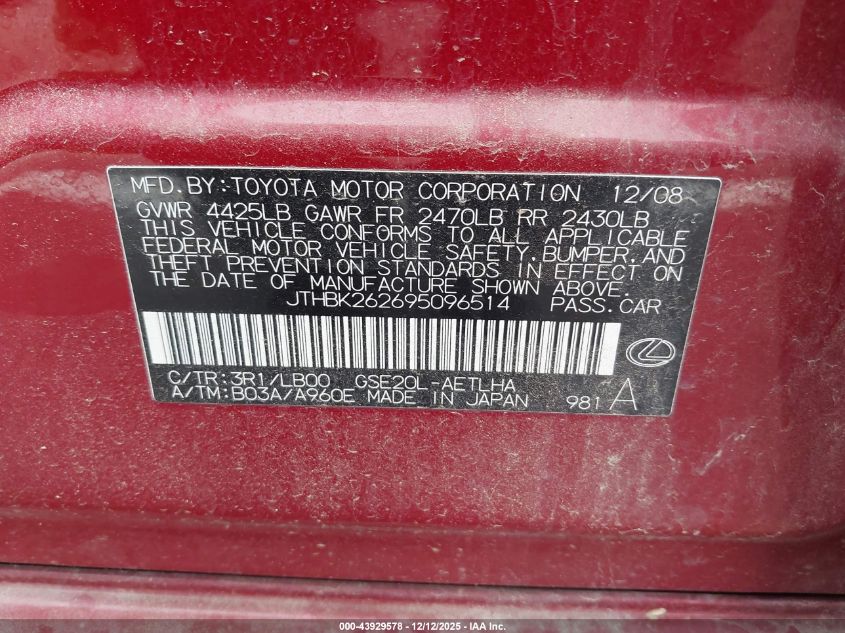 MFD.BY:TOYOTA MOTOR CORPORATION 12/08
GVWR 4425LB GAWR FR 2470LB RR 2430LB
THIS VEHICLE CONFORMS TO ALL APPLICABLE
FEDERAL MOTOR VEHICLE SAFETY,BUMPER,AND
THEFT PREVENTION STANDARDS IN EFFECT ON
THE DATE OF MANUFACTURE SHOWN ABOVE.
JTHBK262695096514 PASS.CAR
C/TR:3R1/LB00 GSE20L-AETLHA
A/TM:B03A/A960E MADE IN JAPAN 981 A
000-43929578 - 12/12/2025 - IAA Inc.